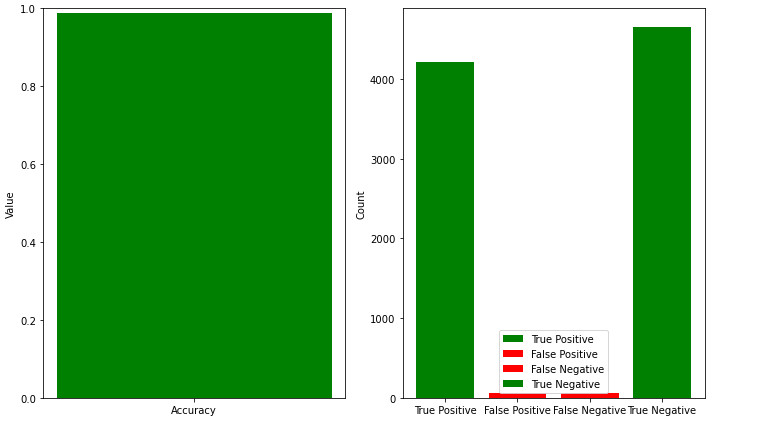 1.0
0.8
0.6
0.4
0.2
0.0
Value
Accuracy
4000
3000
2000
1000
0
Count
True Positive
False Positive
False Negative
True Negative
True Positive False Positive False Negative True Negative